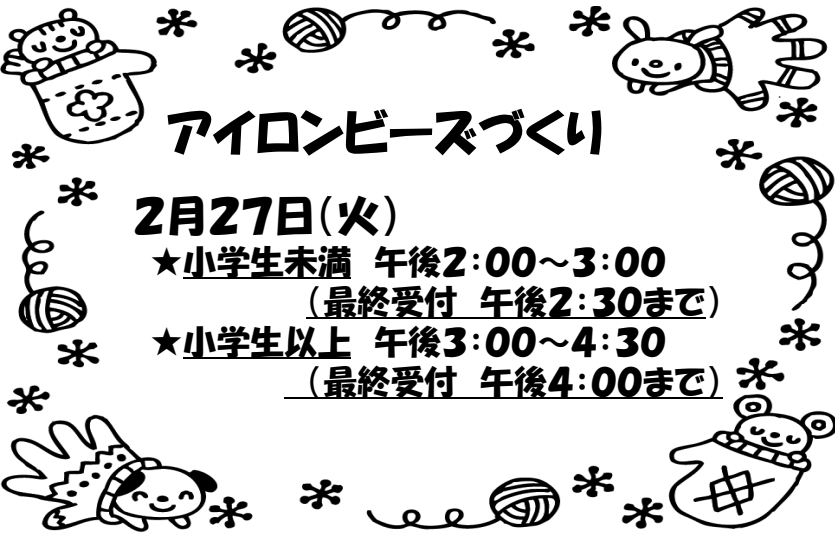 アイロンビーズづくり
2月27日(火)
★小学生未満　午後2:00～3:00
(最終受付　午後2:30まで)
★小学生以上　午後3:00～4:30
(最終受付　午後4:00まで)